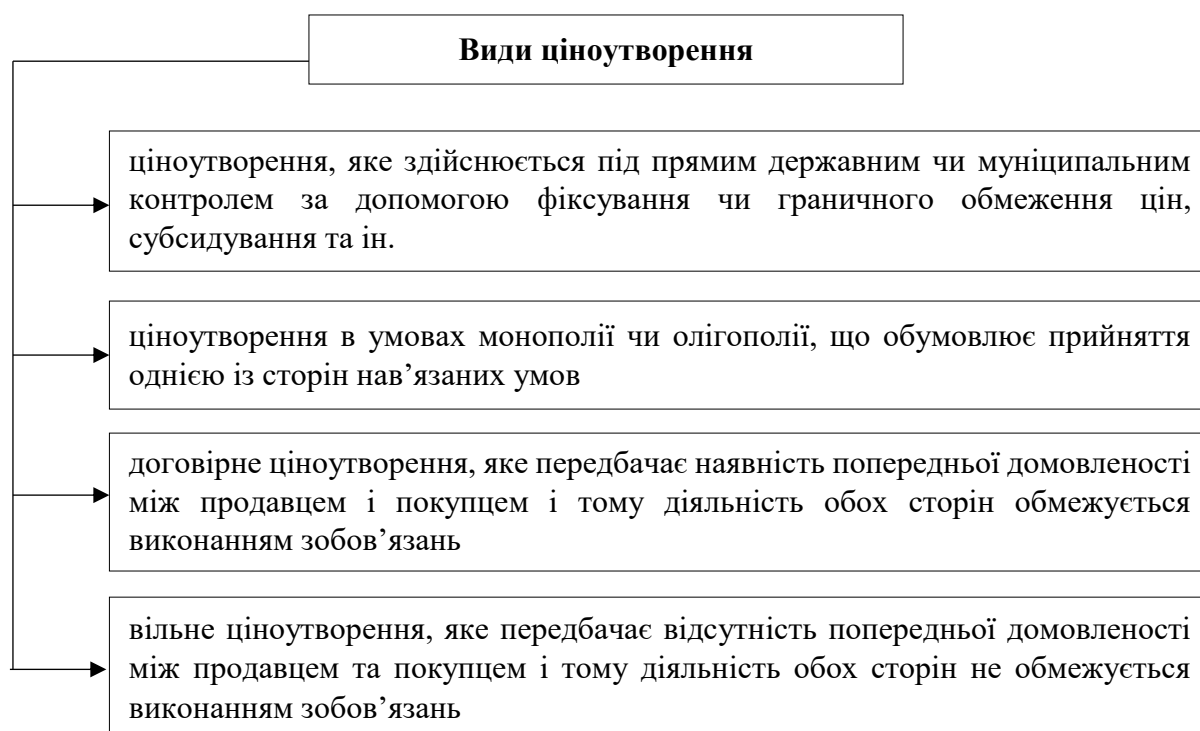 Види ціноутворення
ціноутворення, яке здійснюється під прямим державним чи муніципальним
контролем за допомогою фіксування чи граничного обмеження цін,
субсидування та ін.
ціноутворення в умовах монополії чи олігополії, що обумовлює прийняття
однією із сторін нав’язаних умов
договірне ціноутворення, яке передбачає наявність попередньої домовленості
між продавцем і покупцем і тому діяльність обох сторін обмежується
виконанням зобов’язань
вільне ціноутворення, яке передбачає відсутність попередньої домовленості
між продавцем та покупцем і тому діяльність обох сторін не обмежується
виконанням зобов’язань